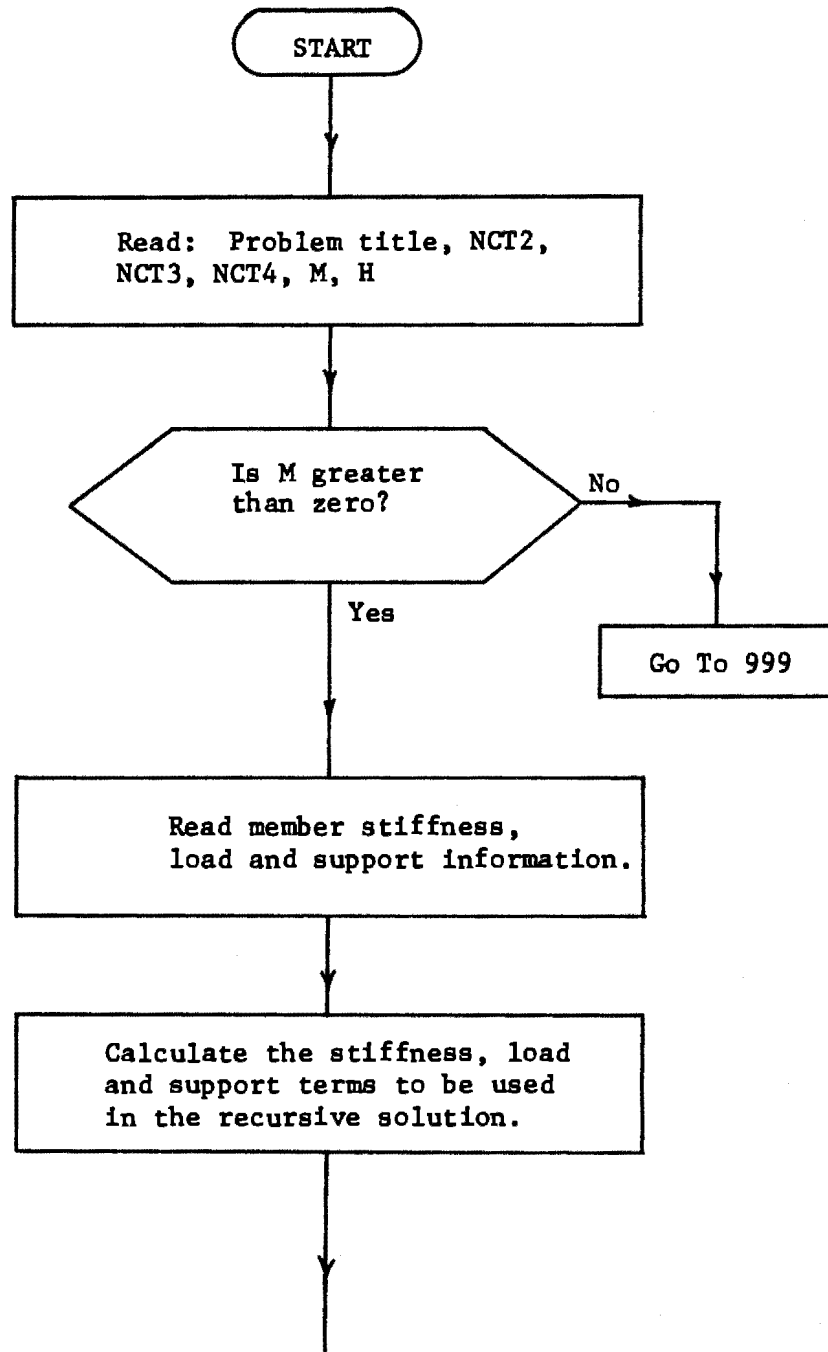 START
Read: Problem title, NCT2,
NCT3, NCT4, M, H
Is M greater
than zero?
No
Yes
Go To 999
Read member stiffness,
load and support information.
Calculate the stiffness, load
and support terms to be used
in the recursive solution.